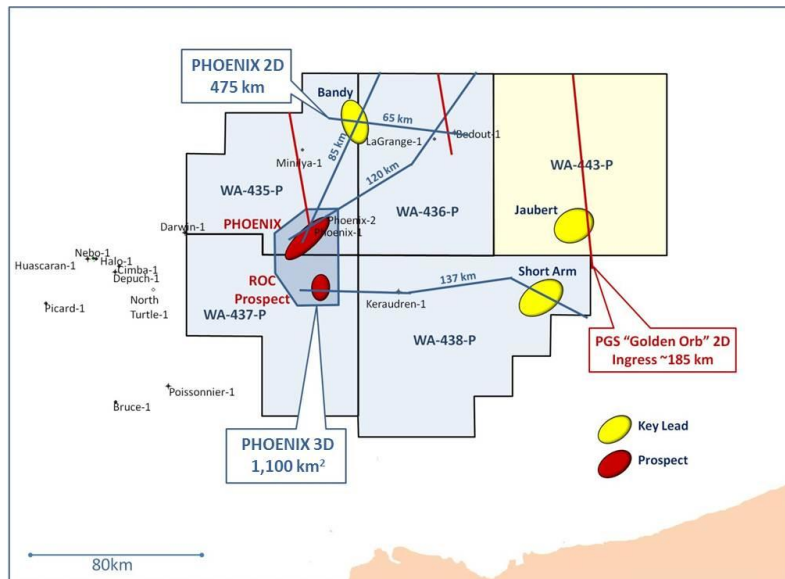 PHOENIX 2D
475 km
Bandy
65 km
85 km
120 km
LaGrange-1
Bedout-1
Minilya-1
WA-435-P
WA-436-P
WA-443-P
Jaubert
PHOENIX
Phoenix-2
Phoenix-1
Darwin-1
Nebo-1
Halo-1
Huascaran-1
Cimba-1
Depuch-1
North
Turtle-1
Picard-1
ROC
Prospect
WA-437-P
Keraudren-1
137 km
Short Arm
WA-438-P
PGS “Golden Orb” 2D
Ingress ~185 km
Poissonnier-1
Bruce-1
PHOENIX 3D
1,100 km²
Key Lead
Prospect
80km